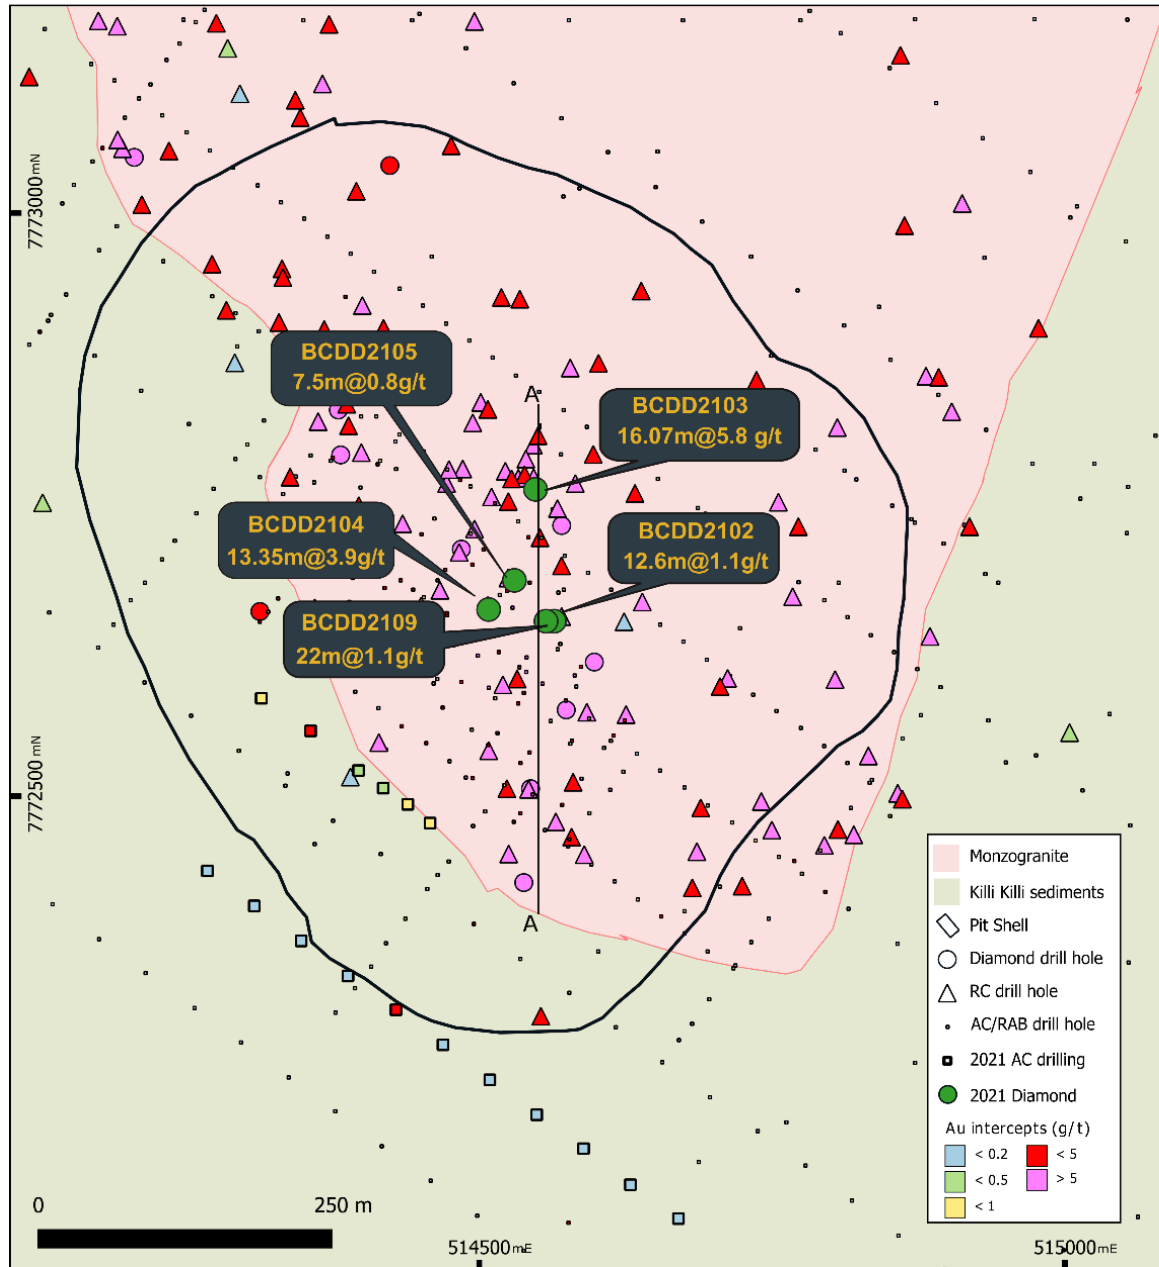 7773000mN
BCDD2105
7.5m@0.8g/t
A
BCDD2103
16.07m@5.8 g/t
BCDD2104
13.35m@3.9g/t
BCDD2102
12.6m@1.1g/t
BCDD2109
22m@1.1g/t
7772500mN
A
Monzogranite
Killi Killi sediments
Pit Shell
Diamond drill hole
RC drill hole
AC/RAB drill hole
2021 AC drilling
2021 Diamond
Au intercepts (g/t)
< 0.2 < 5
< 0.5 > 5
< 1
0 250 m
514500mE 515000mE